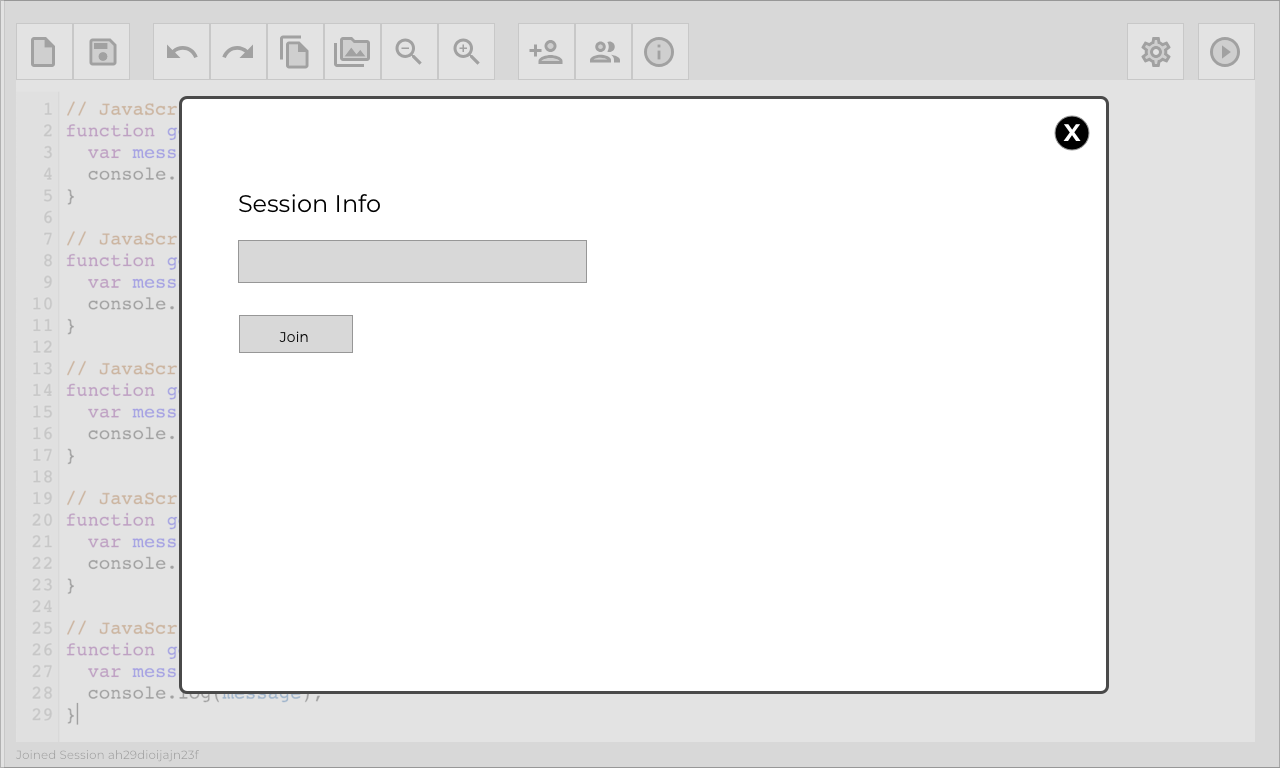 X
Session Info
Join
1 // JavaScr
2 function g
3 var mess
4 console.
5 }
6
7 // JavaScr
8 function g
9 var mess
10 console.
11 }
12
13 // JavaScr
14 function g
15 var mess
16 console.
17 }
18
19 // JavaScr
20 function g
21 var mess
22 console.
23 }
24
25 // JavaScr
26 function g
27 var mess
28 console.log(message);
29 }
Joined Session ah29dioijajn23f